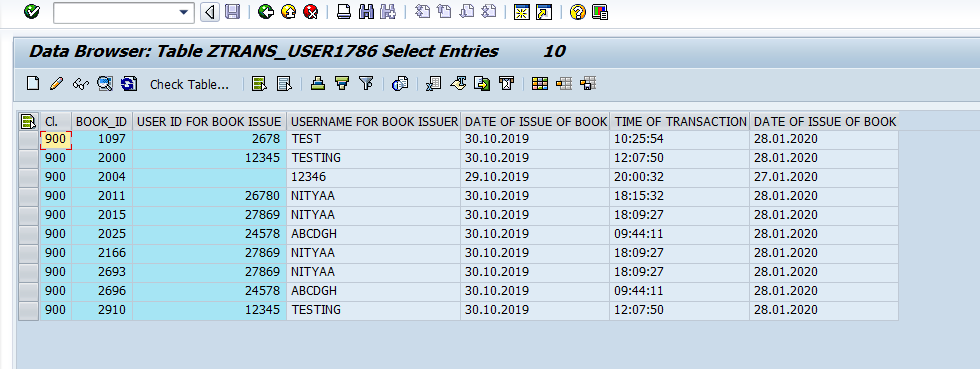 Data Browser: Table ZTRANS_USER1786 Select Entries 10
Check Table...
Cl. BOOK_ID USER ID FOR BOOK ISSUE USERNAME FOR BOOK ISSUER DATE OF ISSUE OF BOOK TIME OF TRANSACTION DATE OF ISSUE OF BOOK
900 1097 2678 TEST 30.10.2019 10:25:54 28.01.2020
900 2000 12345 TESTING 30.10.2019 12:07:50 28.01.2020
900 2004 12346 29.10.2019 20:00:32 27.01.2020
900 2011 26780 NITYAA 30.10.2019 18:15:32 28.01.2020
900 2015 27869 NITYAA 30.10.2019 18:09:27 28.01.2020
900 2025 24578 ABCDGH 30.10.2019 09:44:11 28.01.2020
900 2166 27869 NITYAA 30.10.2019 18:09:27 28.01.2020
900 2693 27869 NITYAA 30.10.2019 18:09:27 28.01.2020
900 2696 24578 ABCDGH 30.10.2019 09:44:11 28.01.2020
900 2910 12345 TESTING 30.10.2019 12:07:50 28.01.2020